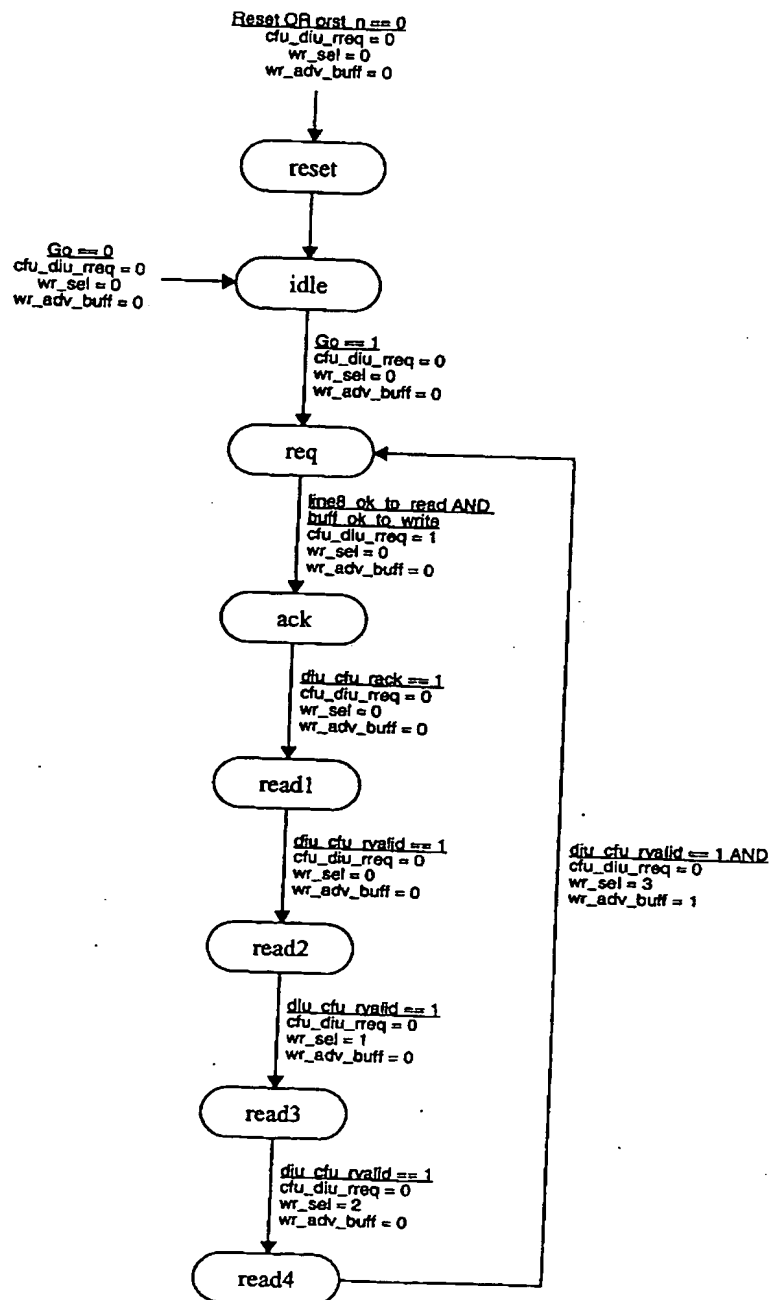 Reset OR prst_n == 0
cfu_diu_rreq = 0
wr_sel = 0
wr_adv_buff = 0
reset
Go == 0
cfu_diu_rreq = 0
wr_sel = 0
wr_adv_buff = 0
idle
Go == 1
cfu_diu_rreq = 0
wr_sel = 0
wr_adv_buff = 0
req
line8_ok_to_read AND
buff_ok_to_write
cfu_diu_rreq = 1
wr_sel = 0
wr_adv_buff = 0
ack
diu_cfu_rack == 1
cfu_diu_rreq = 0
wr_sel = 0
wr_adv_buff = 0
read1
diu_cfu_rvalid == 1
cfu_diu_rreq = 0
wr_sel = 0
wr_adv_buff = 0
diu_cfu_rvalid == 1 AND
cfu_diu_rreq = 0
wr_sel = 3
wr_adv_buff = 1
read2
diu_cfu_rvalid == 1
cfu_diu_rreq = 0
wr_sel = 1
wr_adv_buff = 0
read3
diu_cfu_rvalid == 1
cfu_diu_rreq = 0
wr_sel = 2
wr_adv_buff = 0
read4